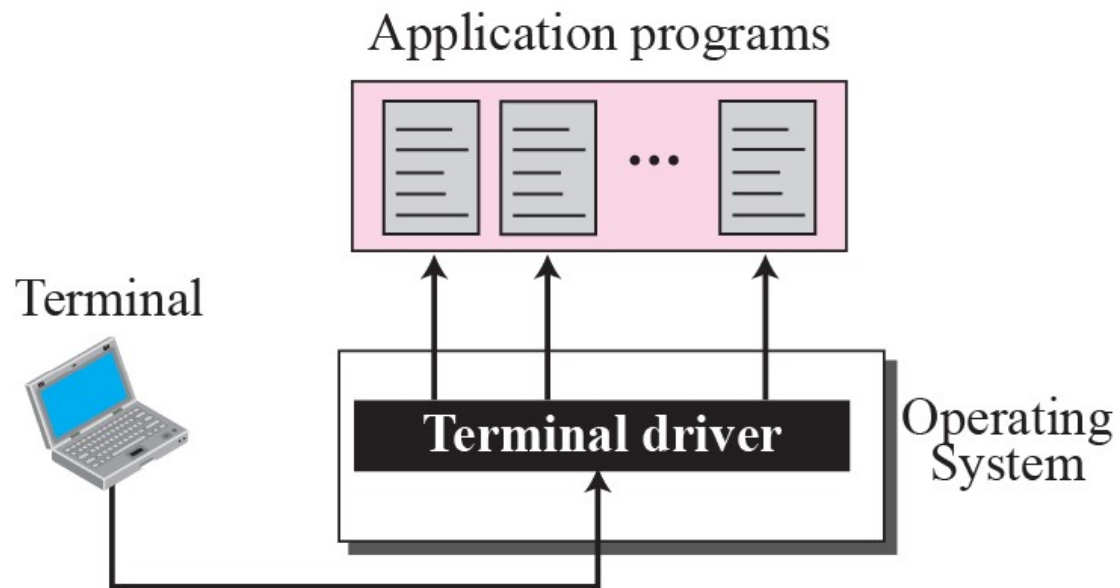 Application programs
Terminal
Terminal driver
Operating
System